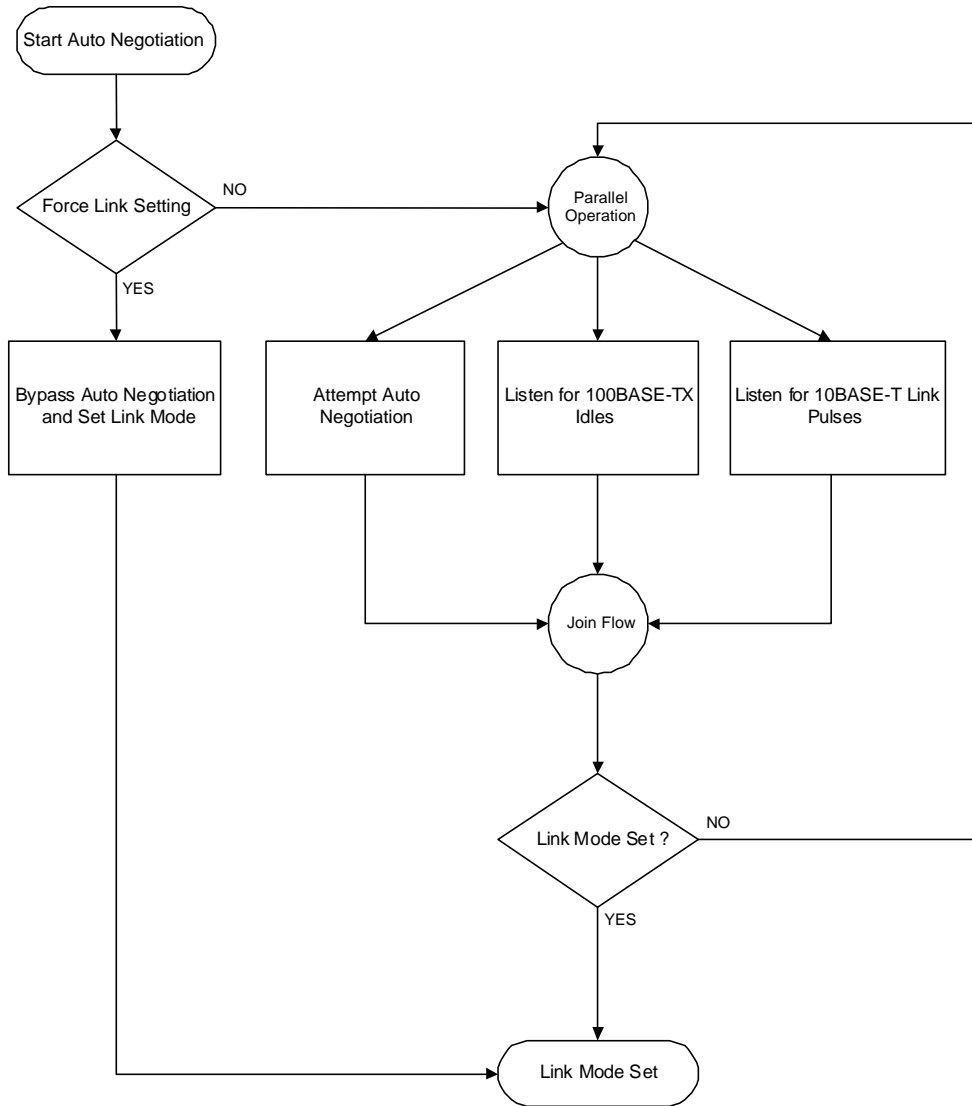 Start Auto Negotiation
Force Link Setting
NO
YES
Parallel
Operation
Bypass Auto Negotiation
and Set Link Mode
Attempt Auto
Negotiation
Listen for 100BASE-TX
Idles
Listen for 10BASE-T Link
Pulses
Join Flow
Link Mode Set ?
NO
YES
Link Mode Set